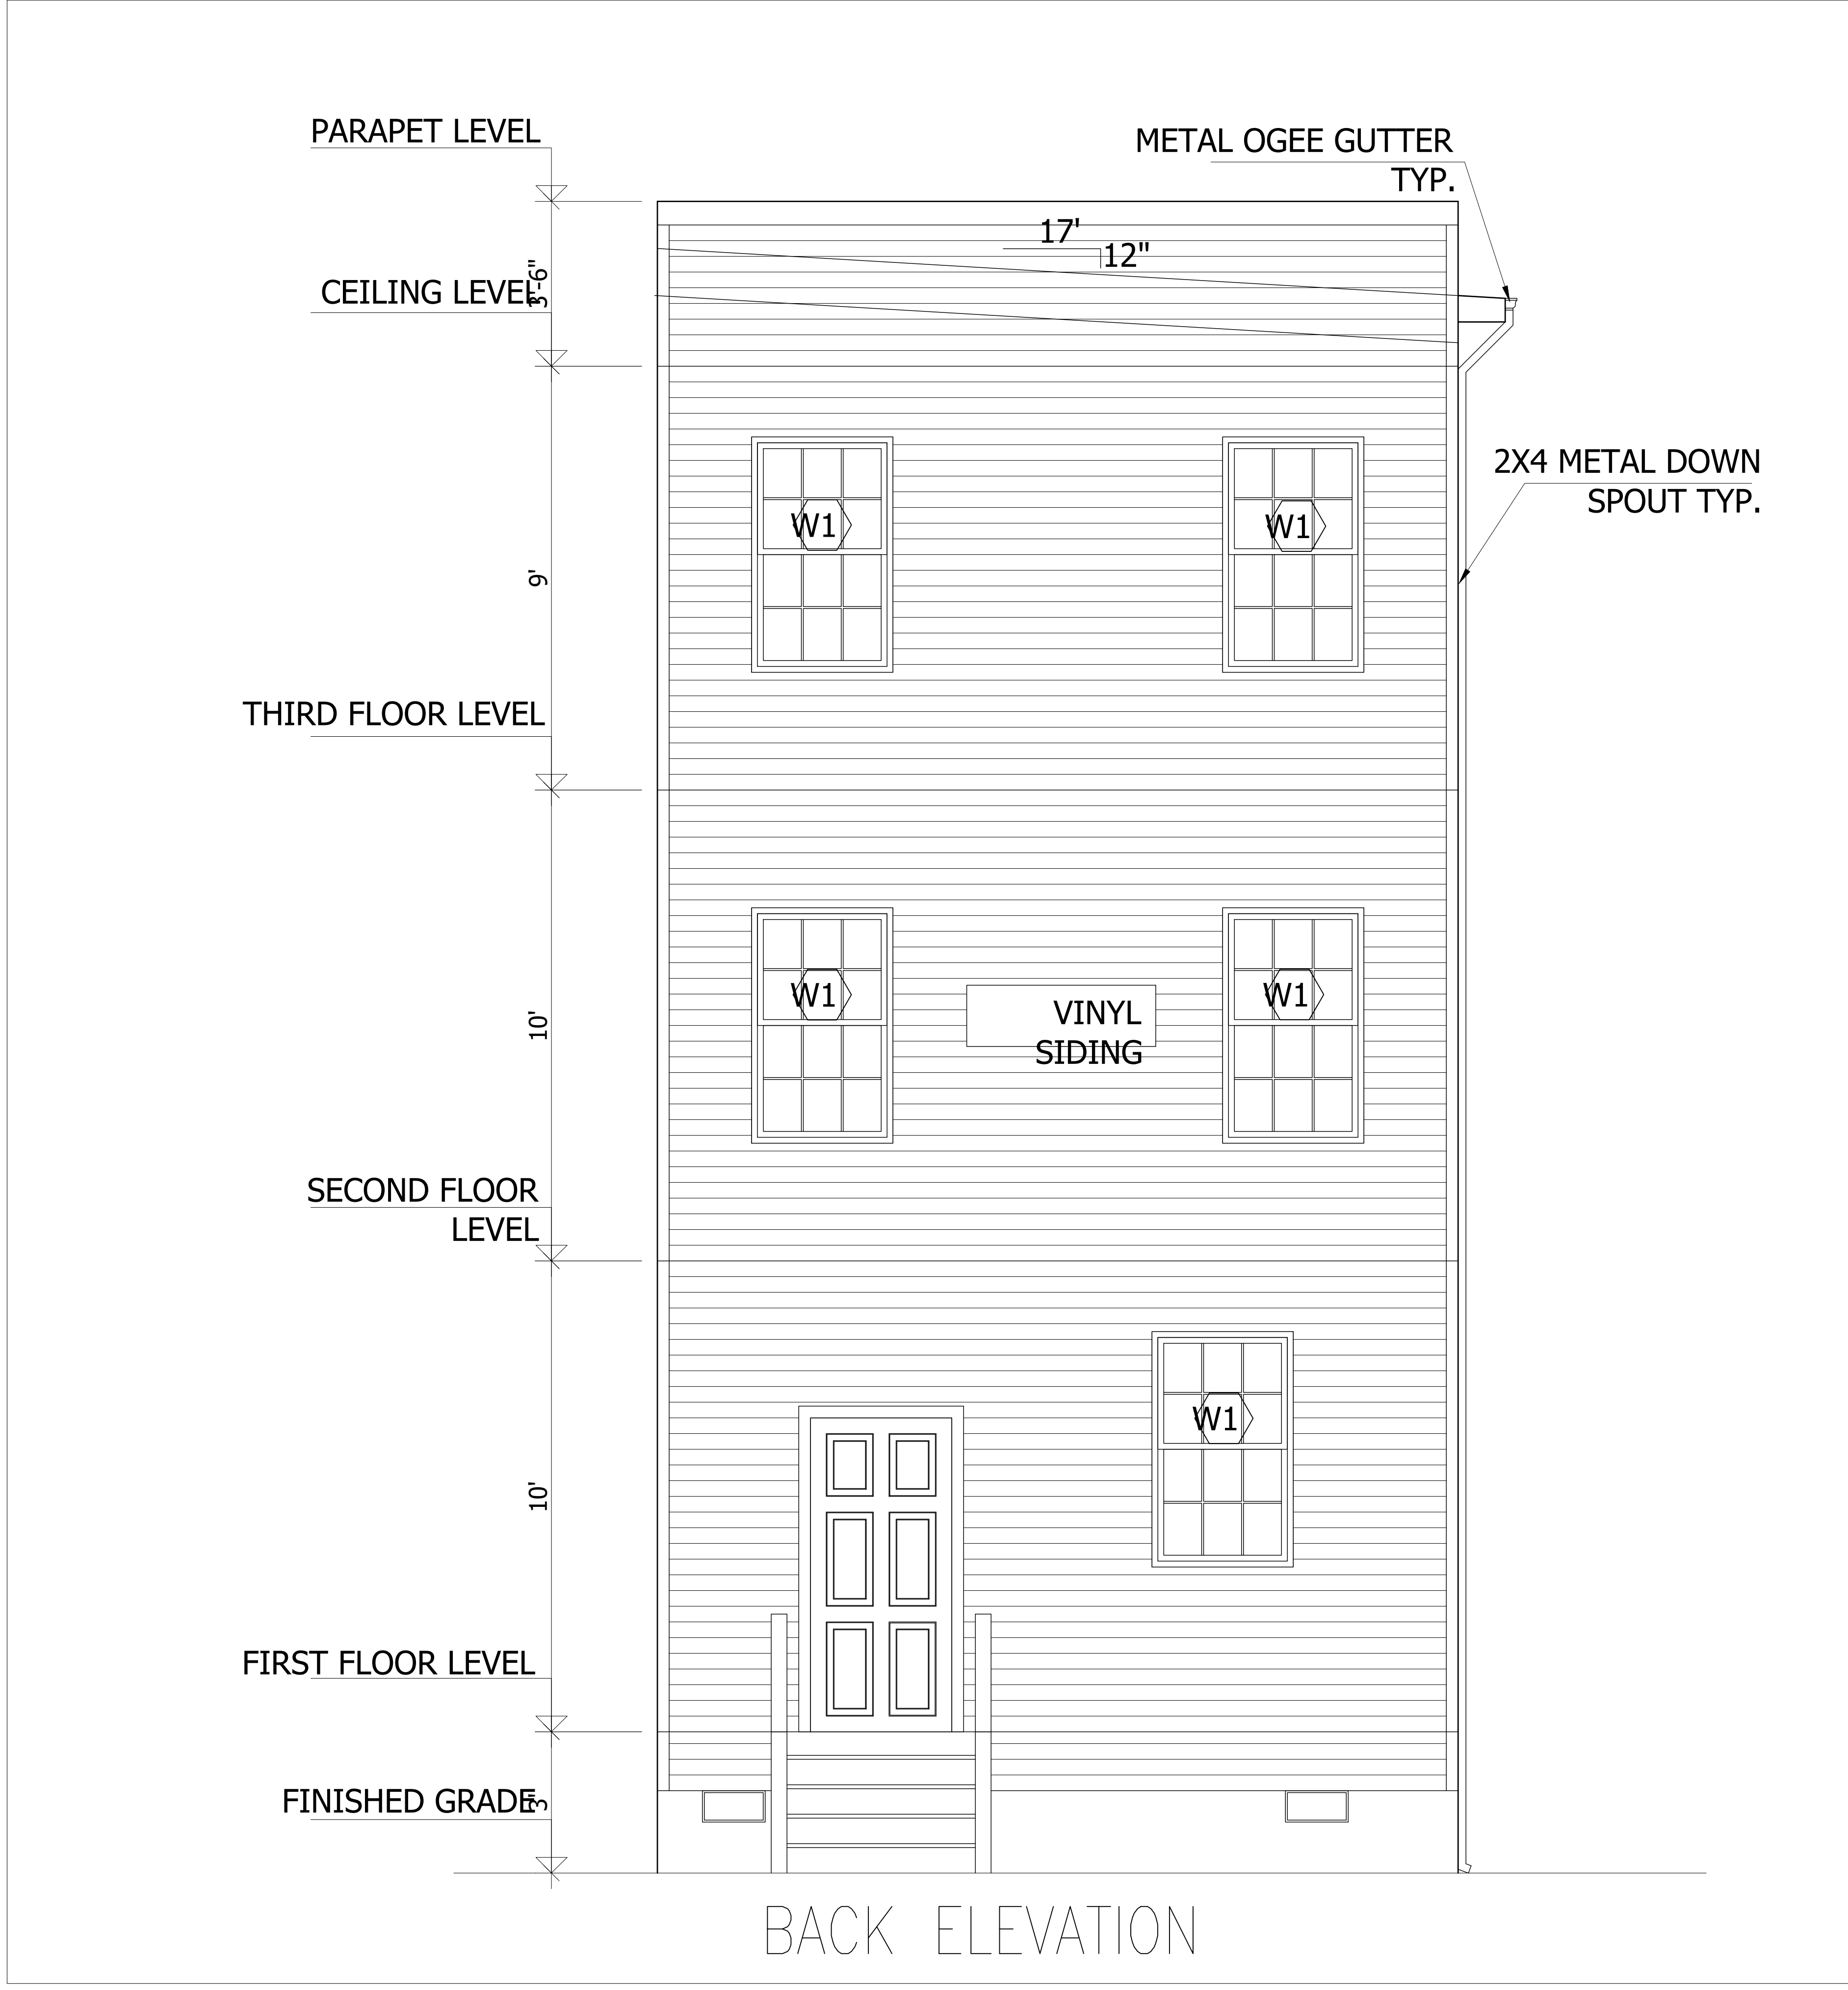 PARAPET LEVEL
METAL OGEE GUTTER
TYP.
17'
12"
3'-6"
CEILING LEVEL
2X4 METAL DOWN
SPOUT TYP.
W1
W1
9'
THIRD FLOOR LEVEL
W1
W1
VINYL
SIDING
10'
SECOND FLOOR
LEVEL
W1
10'
FIRST FLOOR LEVEL
FINISHED GRADE
3'
BACK ELEVATION